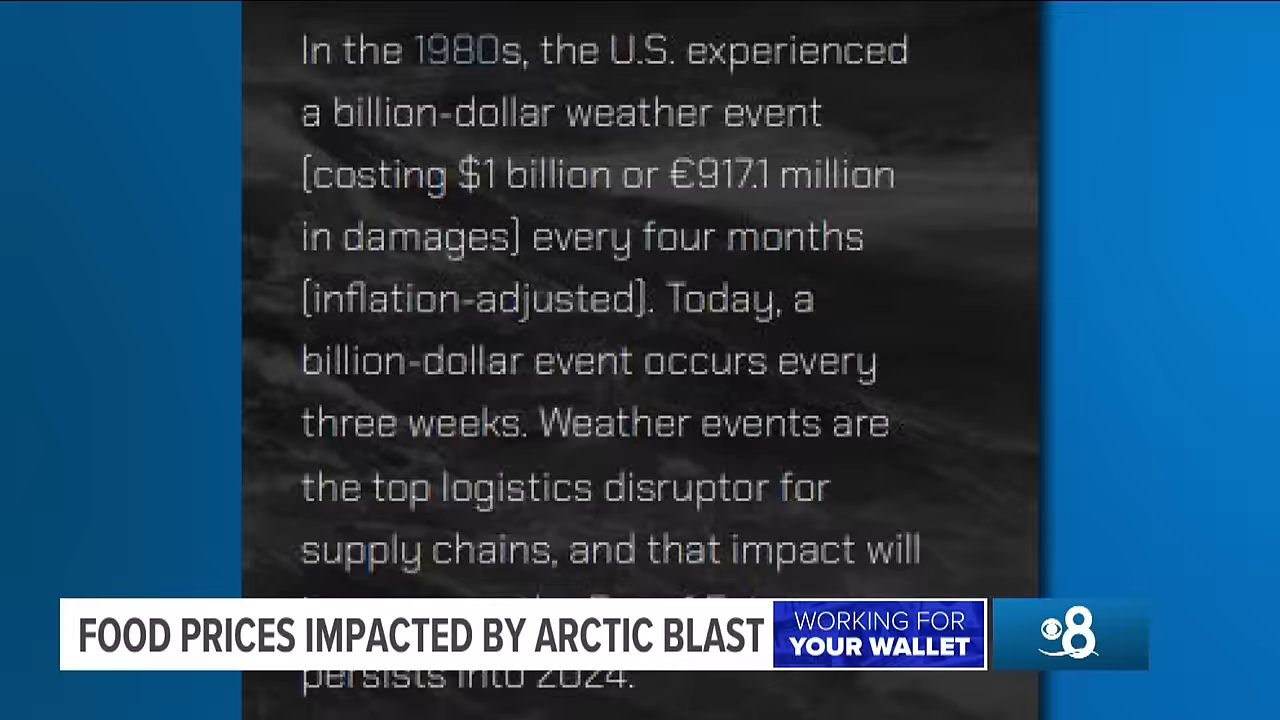 In the 1980s, the U.S. experienced
a billion-dollar weather event
[costing $1 billion or €917.1 million
in damages] every four months
[inflation-adjusted]. Today, a
billion-dollar event occurs every
three weeks. Weather events are
the top logistics disruptor for
supply chains, and that impact will
persists into 2024.
FOOD PRICES IMPACTED BY ARCTIC BLAST
WORKING FOR
YOUR WALLET
8